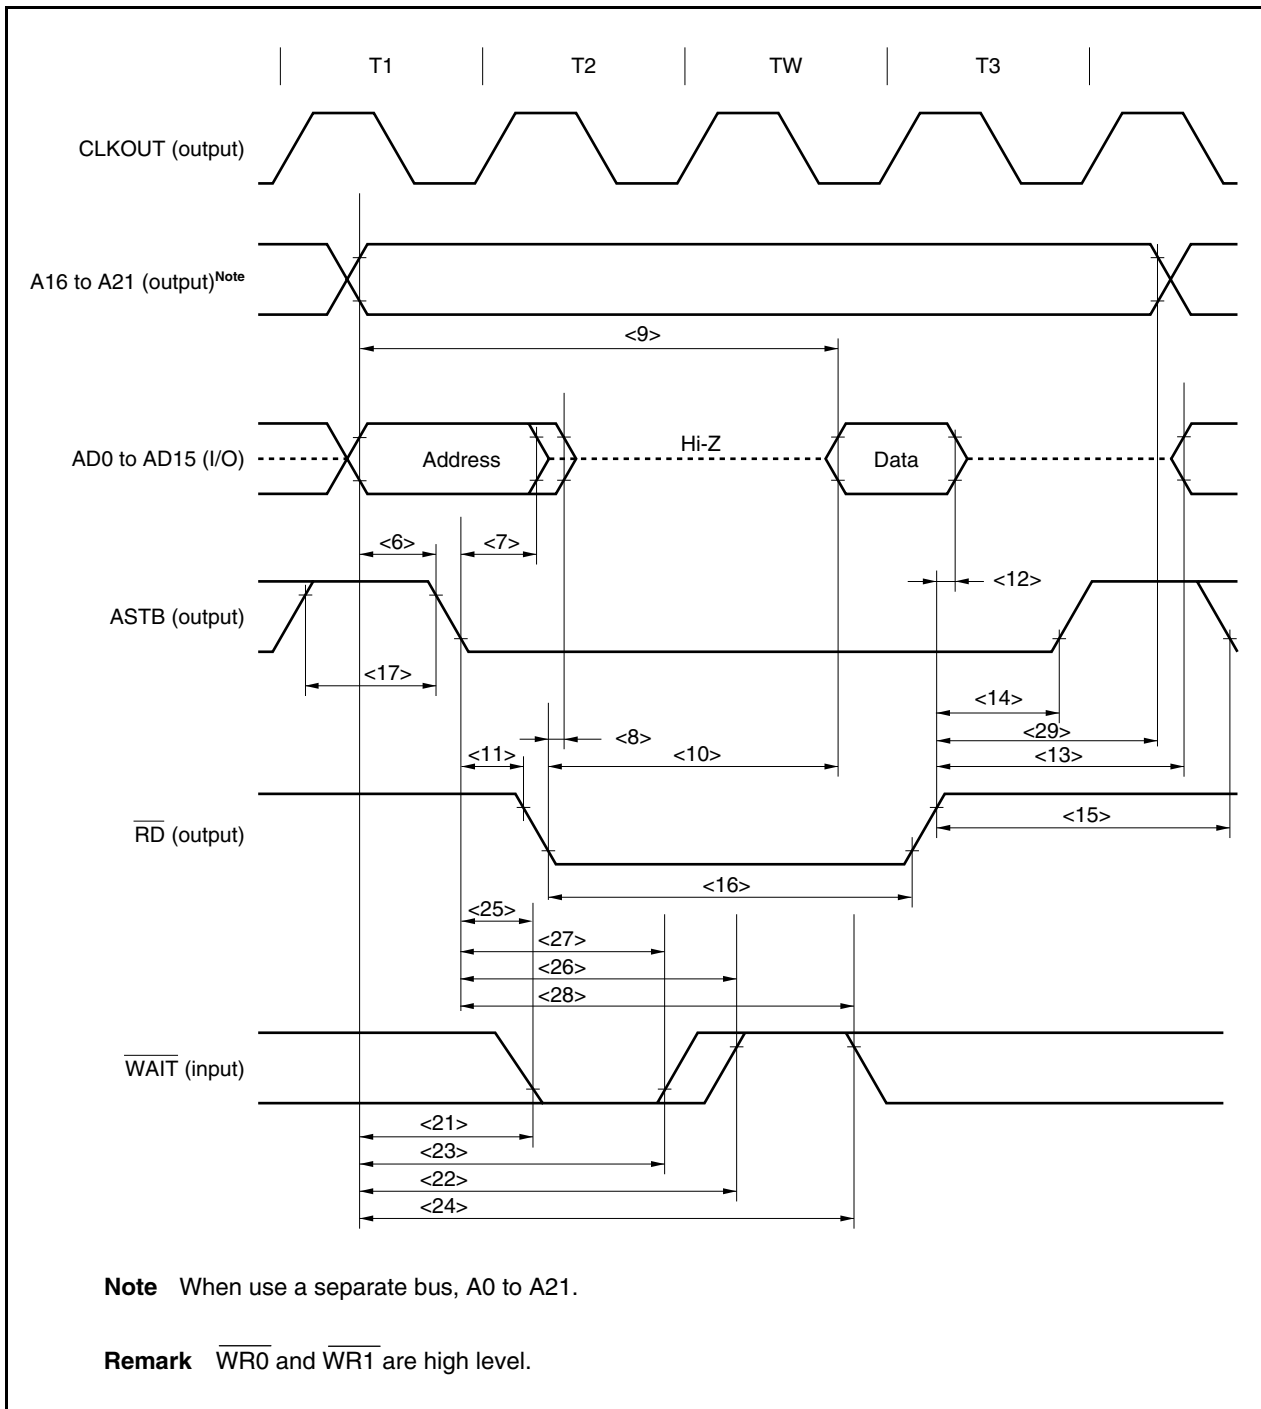 T1 T2 TW T3
CLKOUT (output)
A16 to A21 (output)Note
<9>
AD0 to AD15 (I/O) Address Hi-Z Data
<6> <7>
<12>
ASTB (output)
<17>
<14>
<8> <29>
<11> <10> <13>
<15>
RD (output)
<16>
<25>
<27>
<26>
<28>
WAIT (input)
<21>
<23>
<22>
<24>
Note When use a separate bus, A0 to A21.
Remark WR0 and WR1 are high level.